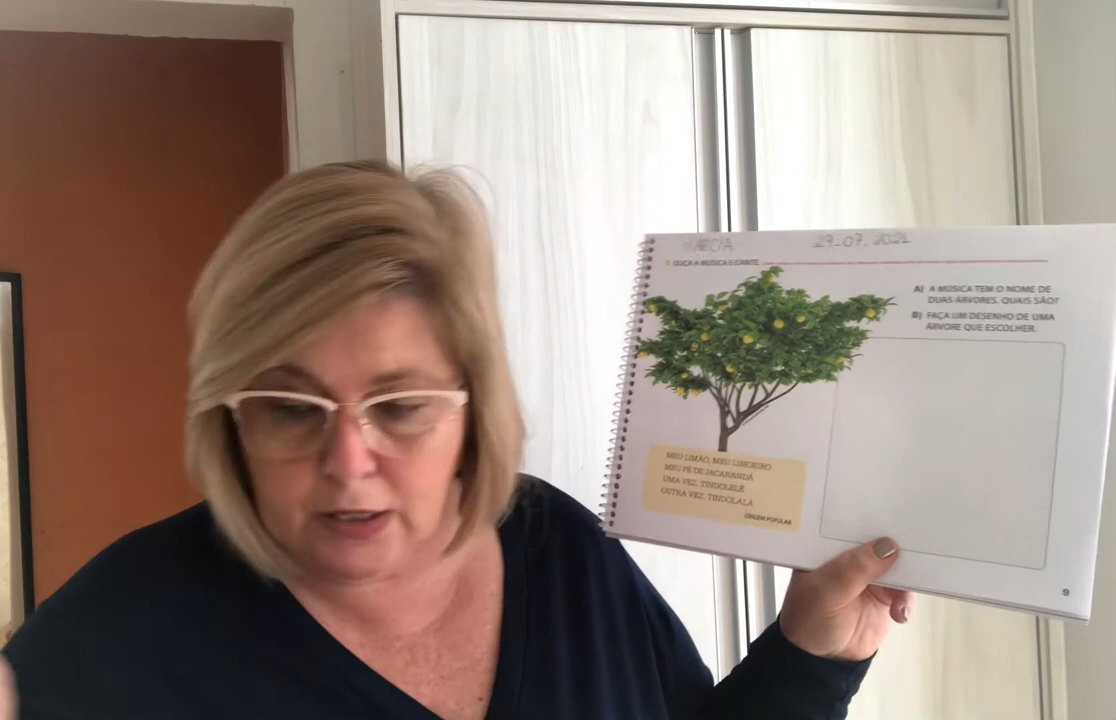 MÁRCIA 29-07.2021
OUÇA A MÚSICA E CANTE.
A) A MÚSICA TEM O NOME DE
DUAS ÁRVORES. QUAIS SÃO?
B) FAÇA UM DESENHO DE UMA
ÁRVORE QUE ESCOLHER.
MEU LIMÃO, MEU LIMOEIRO
MEU PÉ DE JACARANDÁ
UMA VEZ, TINDOLELÊ
OUTRA VEZ, TINDOLALÁ
ORIGEM POPULAR
9